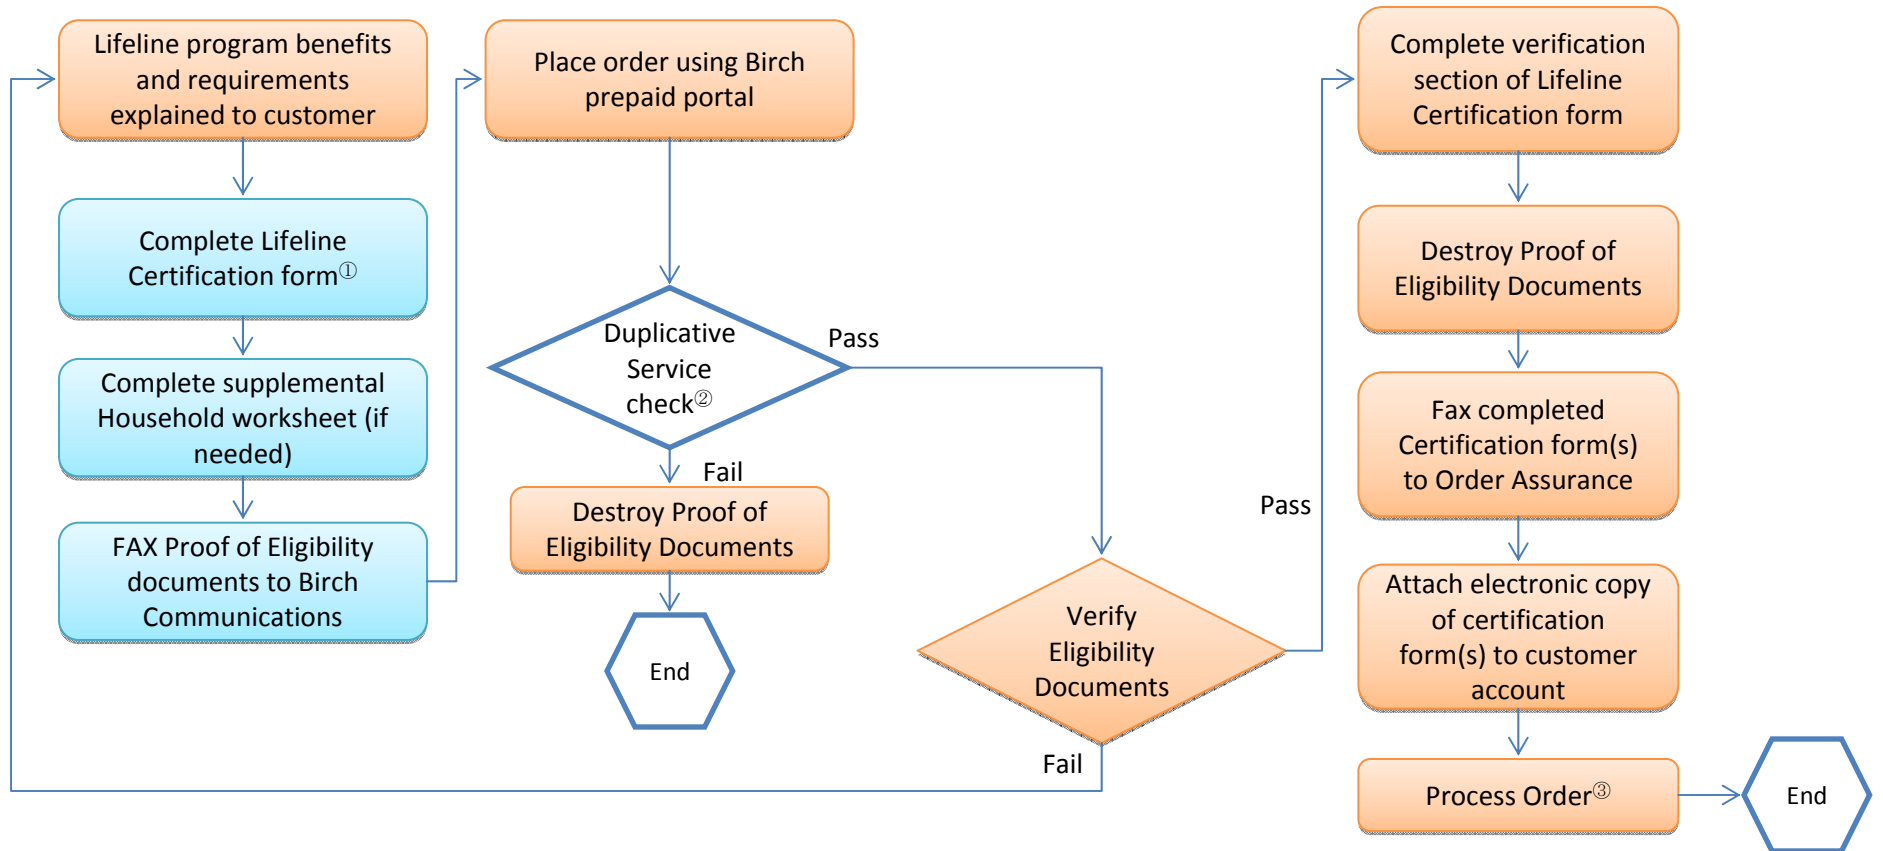 Lifeline program benefits
and requirements
explained to customer
Complete Lifeline
Certification form①
Complete supplemental
Household worksheet (if
needed)
FAX Proof of Eligibility
documents to Birch
Communications
Place order using Birch
prepaid portal
Duplicative
Service
check②
Pass
Fail
Destroy Proof of
Eligibility Documents
End
Verify
Eligibility
Documents
Fail
Pass
Complete verification
section of Lifeline
Certification form
Destroy Proof of
Eligibility Documents
Fax completed
Certification form(s)
to Order Assurance
Attach electronic copy
of certification
form(s) to customer
account
Process Order③
End